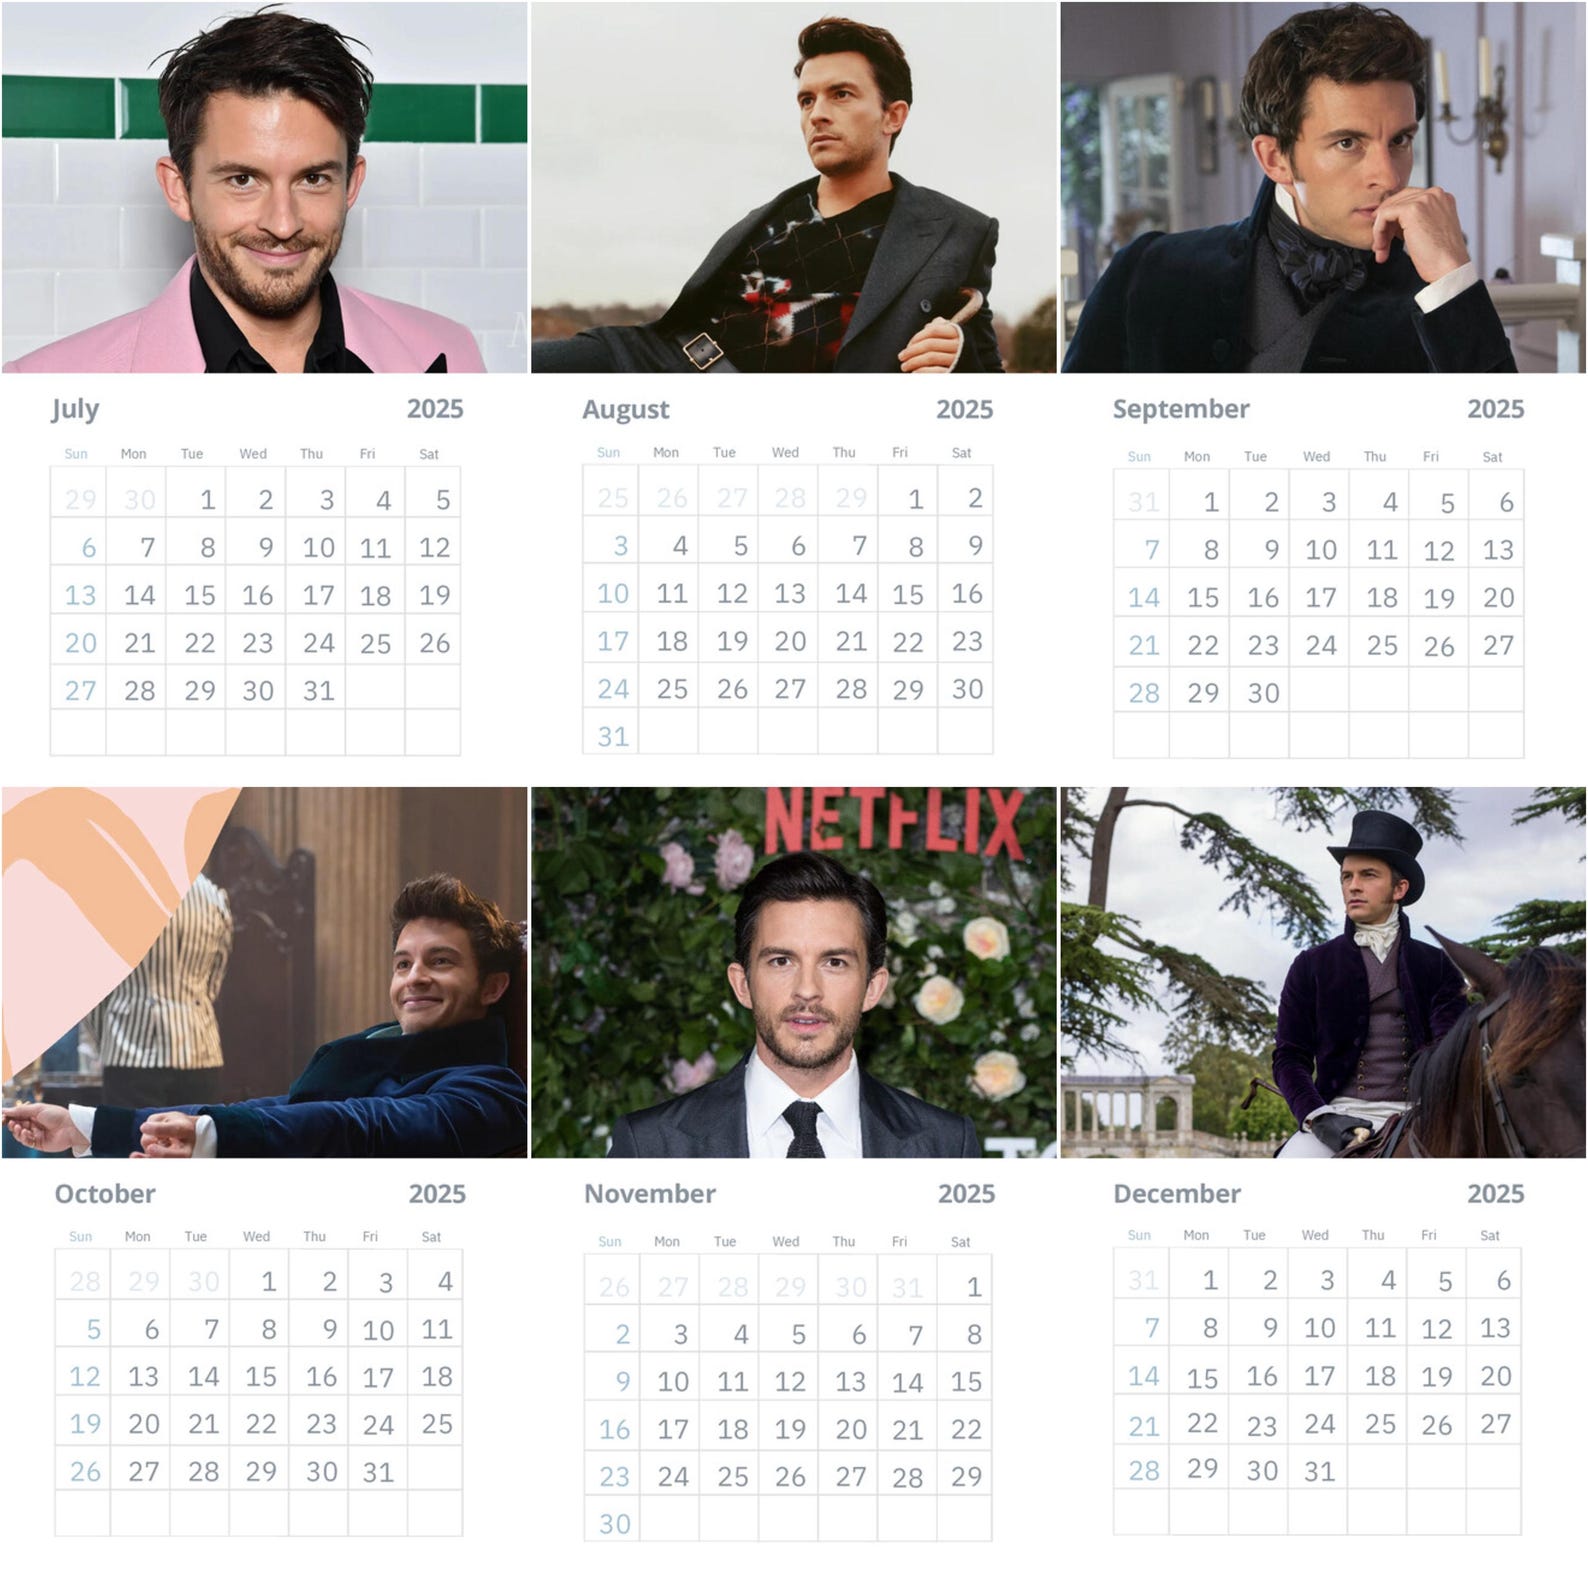 July 2025
Sun Mon Tue Wed Thu Fri Sat
29 30 1 2 3 4 5
6 7 8 9 10 11 12
13 14 15 16 17 18 19
20 21 22 23 24 25 26
27 28 29 30 31
August 2025
Sun Mon Tue Wed Thu Fri Sat
25 26 27 28 29 1 2
3 4 5 6 7 8 9
10 11 12 13 14 15 16
17 18 19 20 21 22 23
24 25 26 27 28 29 30
31
September 2025
Sun Mon Tue Wed Thu Fri Sat
31 1 2 3 4 5 6
7 8 9 10 11 12 13
14 15 16 17 18 19 20
21 22 23 24 25 26 27
28 29 30
NETFLIX
October 2025
Sun Mon Tue Wed Thu Fri Sat
28 29 30 1 2 3 4
5 6 7 8 9 10 11
12 13 14 15 16 17 18
19 20 21 22 23 24 25
26 27 28 29 30 31
November 2025
Sun Mon Tue Wed Thu Fri Sat
26 27 28 29 30 31 1
2 3 4 5 6 7 8
9 10 11 12 13 14 15
16 17 18 19 20 21 22
23 24 25 26 27 28 29
30
December 2025
Sun Mon Tue Wed Thu Fri Sat
31 1 2 3 4 5 6
7 8 9 10 11 12 13
14 15 16 17 18 19 20
21 22 23 24 25 26 27
28 29 30 31